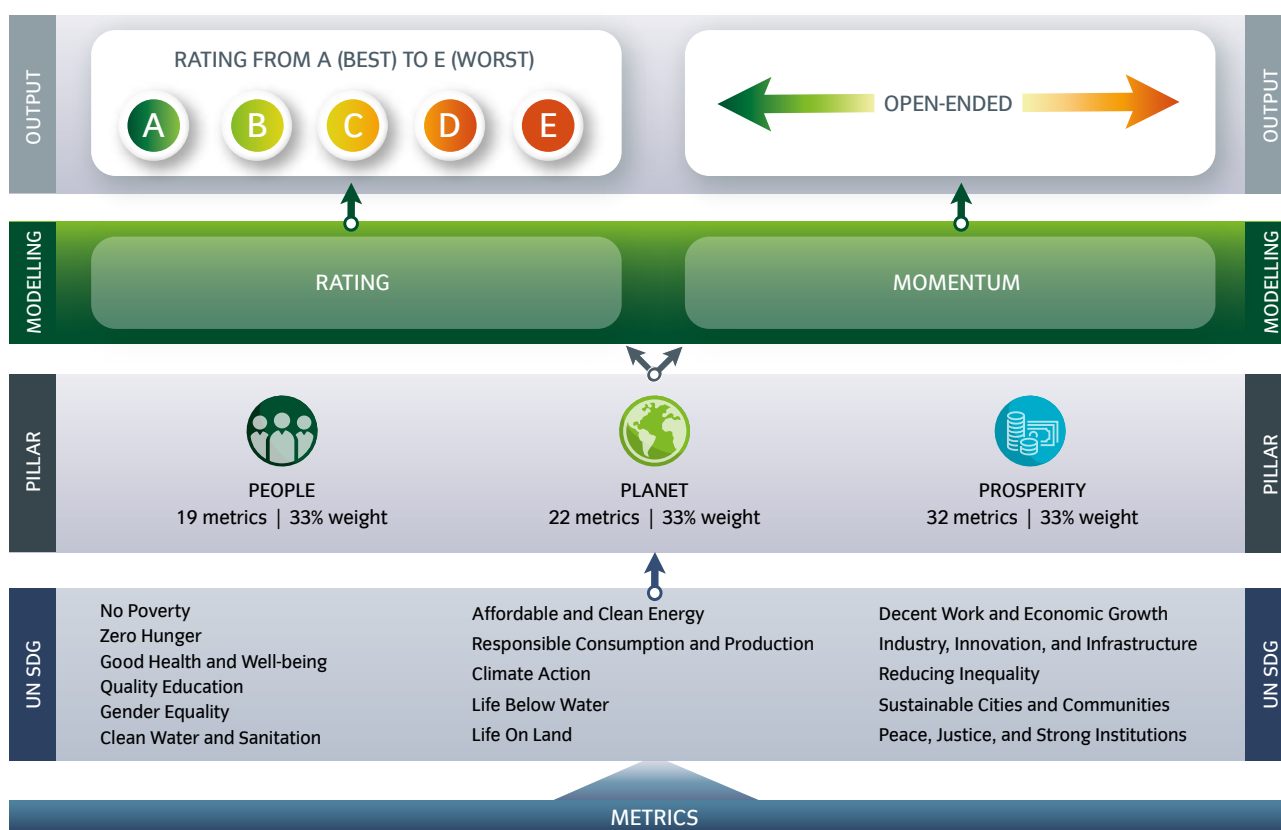 OUTPUT
RATING FROM A (BEST) TO E (WORST)
A B C D E
OPEN-ENDED
OUTPUT
MODELLING
RATING
MOMENTUM
MODELLING
PILLAR
PEOPLE
19 metrics | 33% weight
PLANET
22 metrics | 33% weight
PROSPERITY
32 metrics | 33% weight
PILLAR
UN SDG
No Poverty
Zero Hunger
Good Health and Well-being
Quality Education
Gender Equality
Clean Water and Sanitation
Affordable and Clean Energy
Responsible Consumption and Production
Climate Action
Life Below Water
Life On Land
Decent Work and Economic Growth
Industry, Innovation, and Infrastructure
Reducing Inequality
Sustainable Cities and Communities
Peace, Justice, and Strong Institutions
UN SDG
METRICS